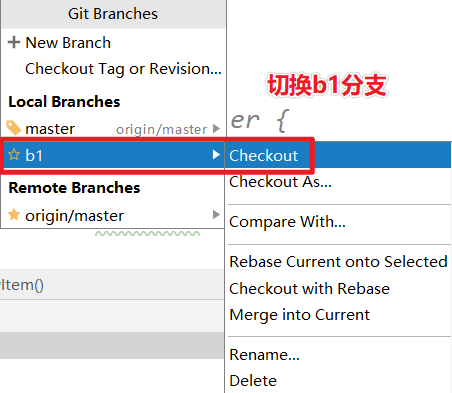 Git Branches
New Branch
Checkout Tag or Revision...
切换b1分支
Local Branches
er {
master origin/master
b1
Checkout
Remote Branches
Checkout As...
origin/master
Compare With...
Rebase Current onto Selected
Item()
Checkout with Rebase
Merge into Current
Rename...
Delete